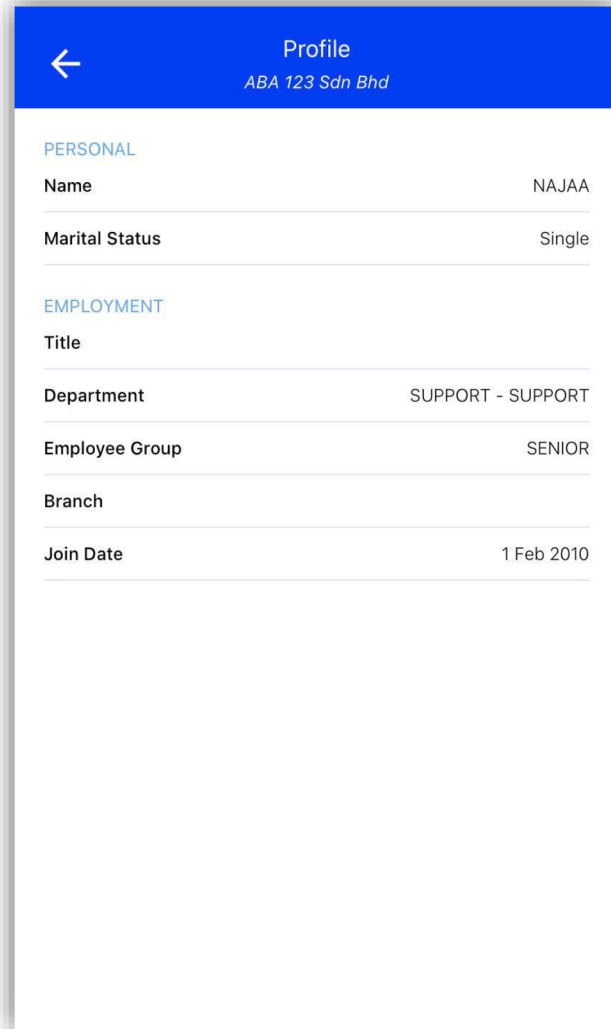 Profile
ABA 123 Sdn Bhd
PERSONAL
Name NAJAA
Marital Status Single
EMPLOYMENT
Title
Department SUPPORT - SUPPORT
Employee Group SENIOR
Branch
Join Date 1 Feb 2010